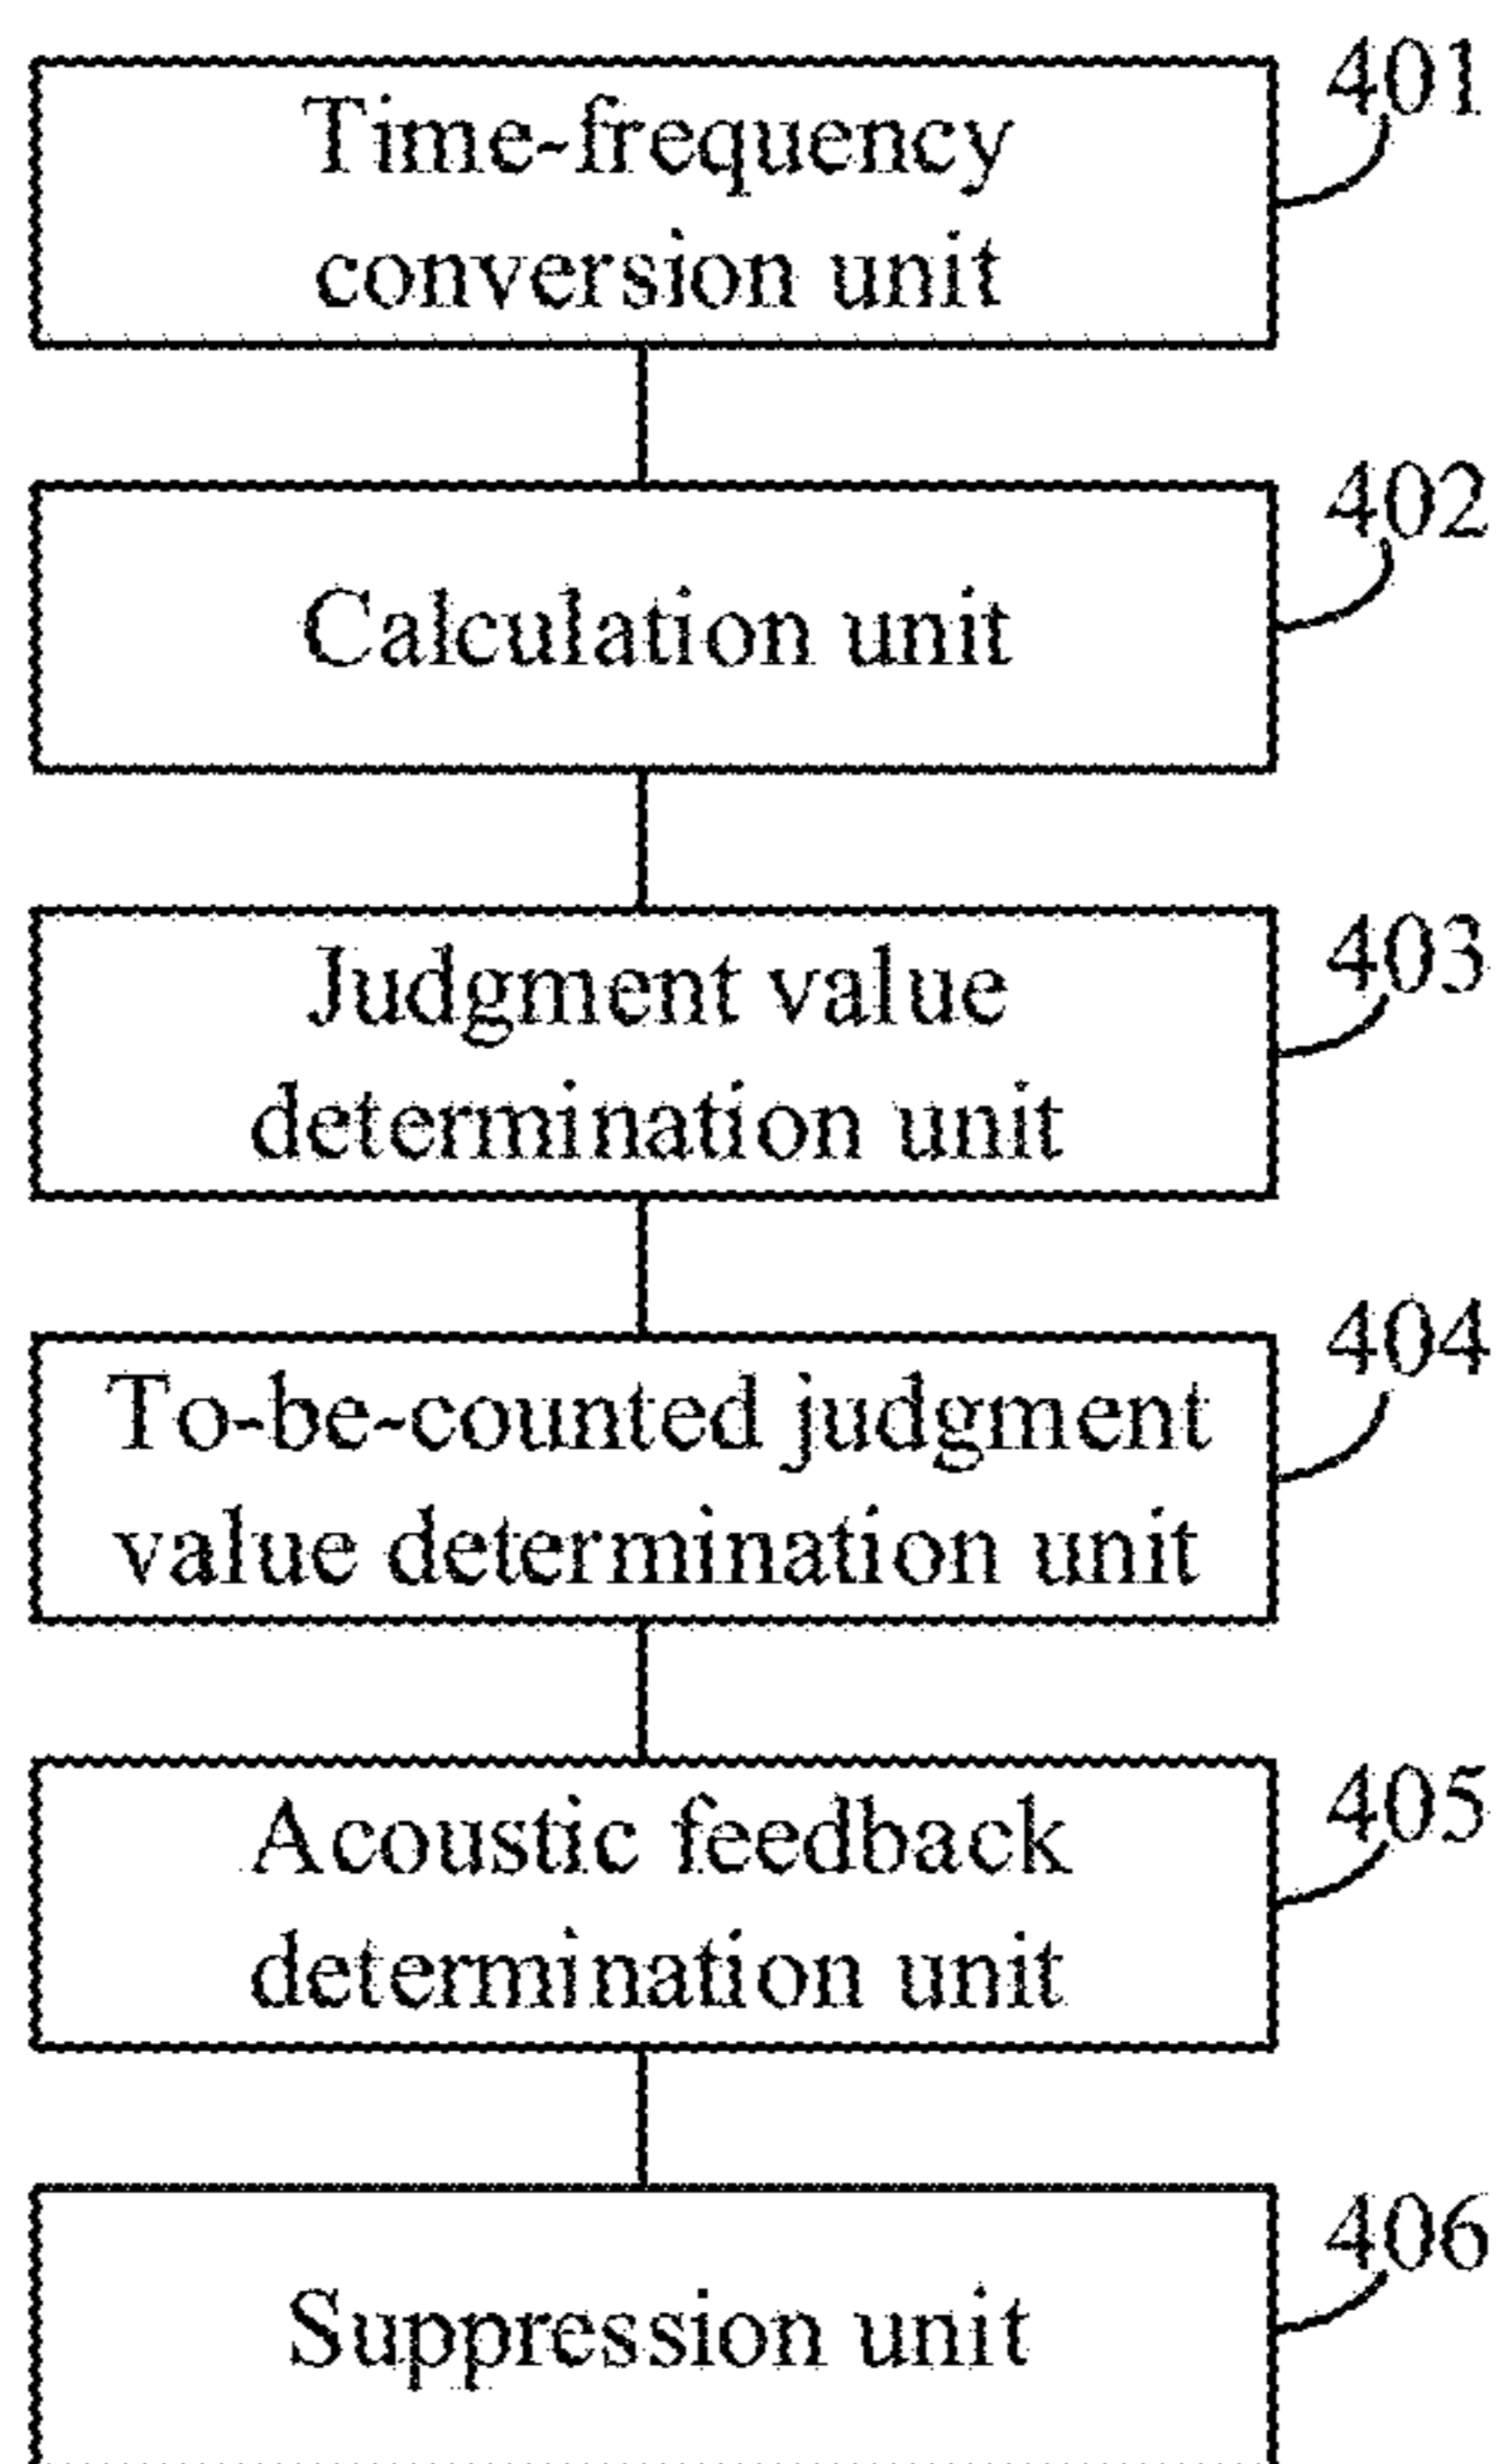 401
Time-frequency
conversion unit
402
Calculation unit
403
Judgment value
determination unit
404
To-be-counted judgment
value determination unit
405
Acoustic feedback
determination unit
406
Suppression unit